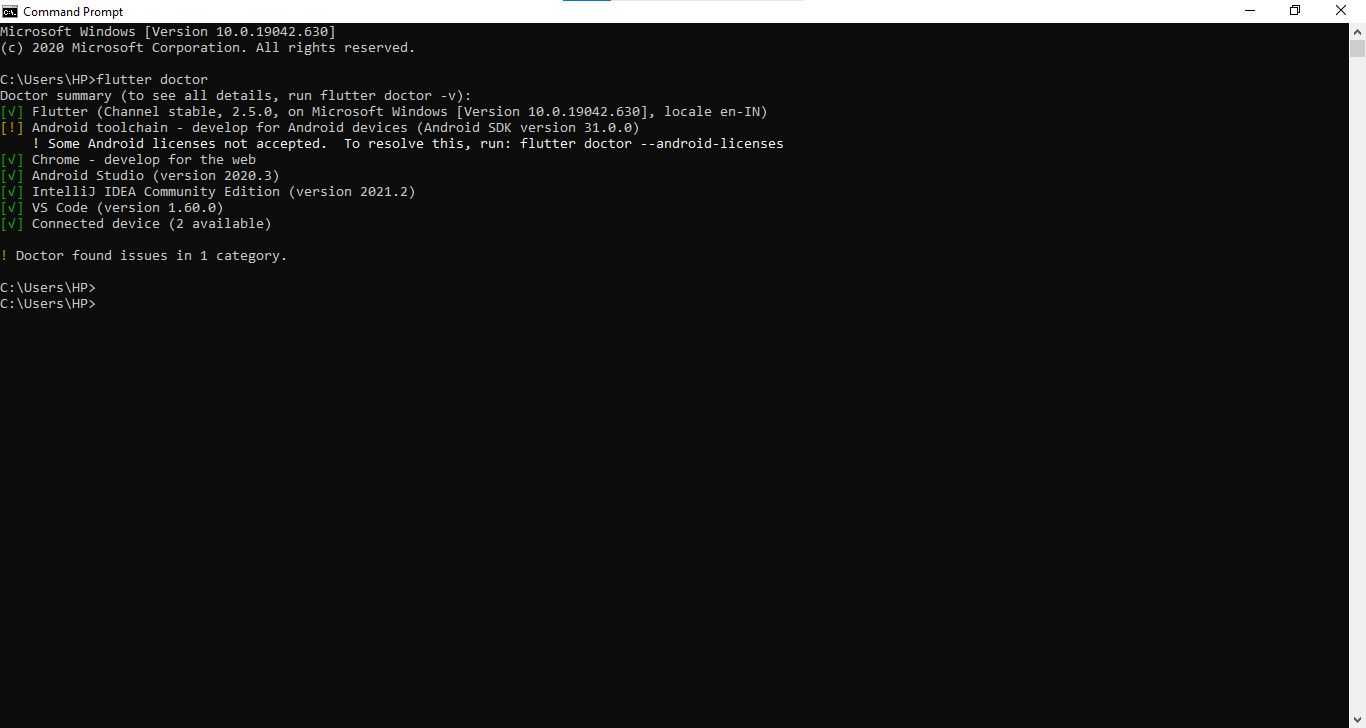 Command Prompt
Microsoft Windows [Version 10.0.19042.630]
(c) 2020 Microsoft Corporation. All rights reserved.
C:\Users\HP>flutter doctor
Doctor summary (to see all details, run flutter doctor -v):
[√] Flutter (Channel stable, 2.5.0, on Microsoft Windows [Version 10.0.19042.630], locale en-IN)
[!] Android toolchain - develop for Android devices (Android SDK version 31.0.0)
    ! Some Android licenses not accepted.  To resolve this, run: flutter doctor --android-licenses
[√] Chrome - develop for the web
[√] Android Studio (version 2020.3)
[√] IntelliJ IDEA Community Edition (version 2021.2)
[√] VS Code (version 1.60.0)
[√] Connected device (2 available)
! Doctor found issues in 1 category.
C:\Users\HP>
C:\Users\HP>